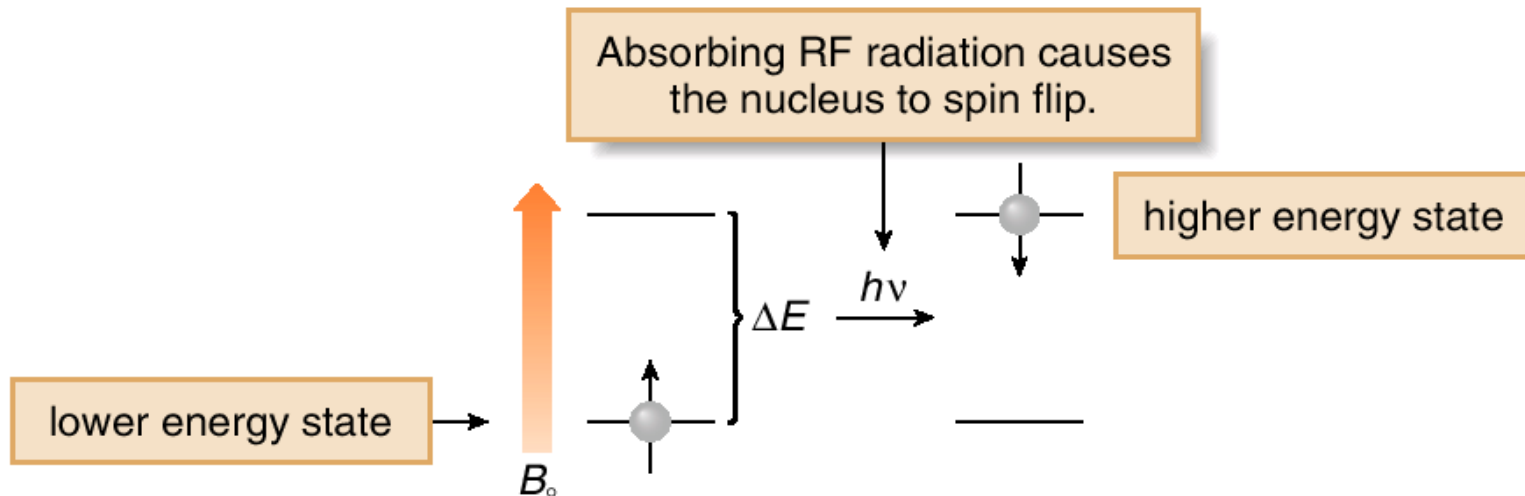 Absorbing RF radiation causes
the nucleus to spin flip.
higher energy state
hν
ΔE
lower energy state
B₀